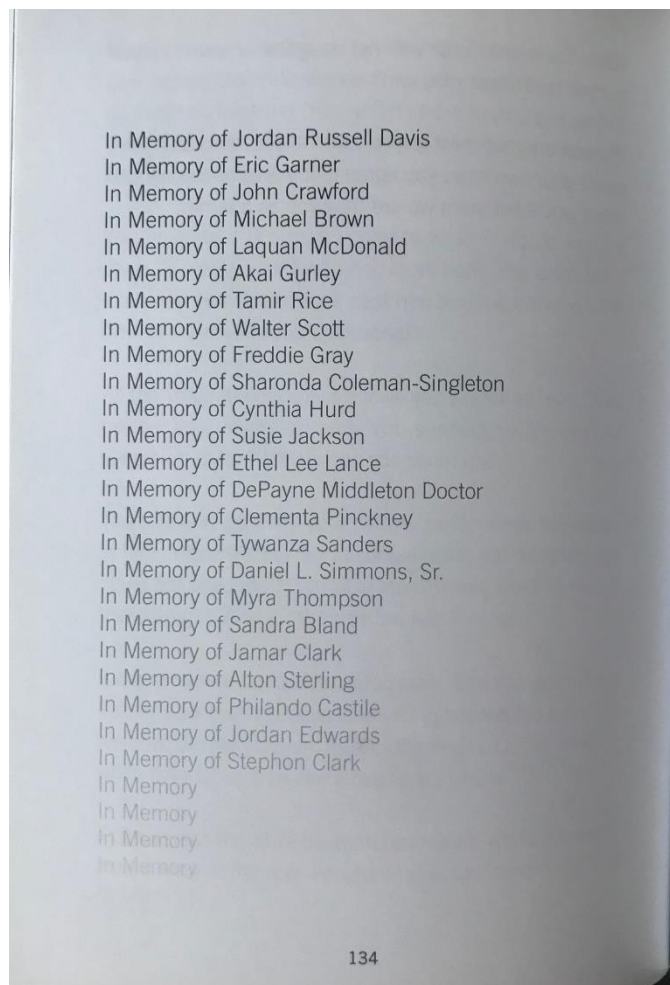 In Memory of Jordan Russell Davis
In Memory of Eric Garner
In Memory of John Crawford
In Memory of Michael Brown
In Memory of Laquan McDonald
In Memory of Akai Gurley
In Memory of Tamir Rice
In Memory of Walter Scott
In Memory of Freddie Gray
In Memory of Sharonda Coleman-Singleton
In Memory of Cynthia Hurd
In Memory of Susie Jackson
In Memory of Ethel Lee Lance
In Memory of DePayne Middleton Doctor
In Memory of Clementa Pinckney
In Memory of Tywanza Sanders
In Memory of Daniel L. Simmons, Sr.
In Memory of Myra Thompson
In Memory of Sandra Bland
In Memory of Jamar Clark
In Memory of Alton Sterling
In Memory of Philando Castile
In Memory of Jordan Edwards
In Memory of Stephon Clark
In Memory
In Memory
In Memory
In Memory
134